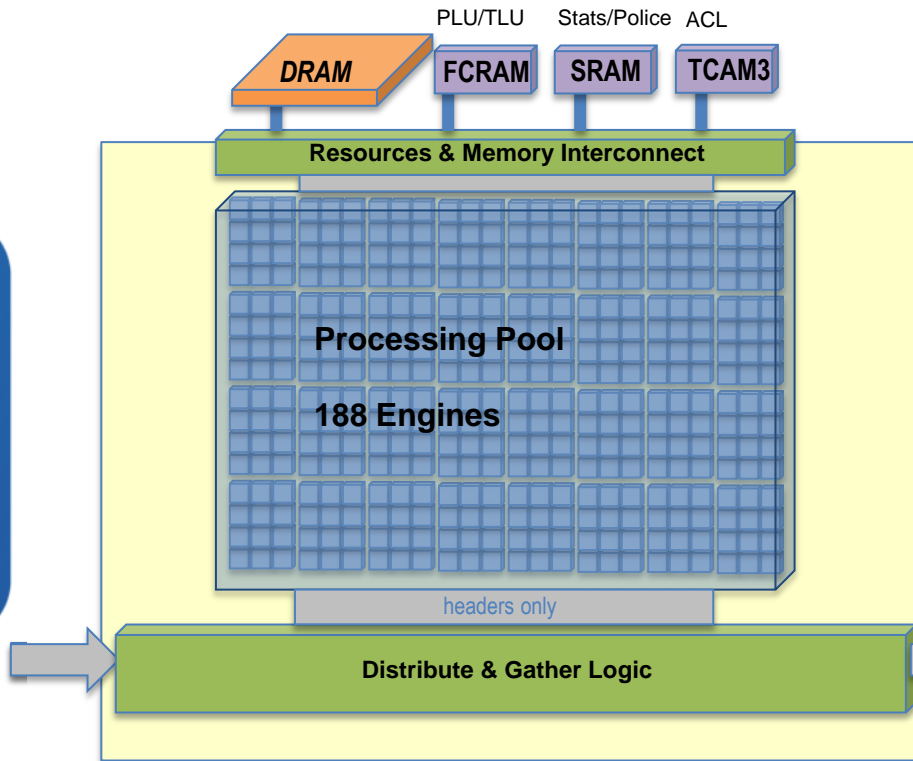 PLU/TLU Stats/Police ACL
DRAM FCRAM SRAM TCAM3
Resources & Memory Interconnect
Processing Pool
188 Engines
headers only
Distribute & Gather Logic